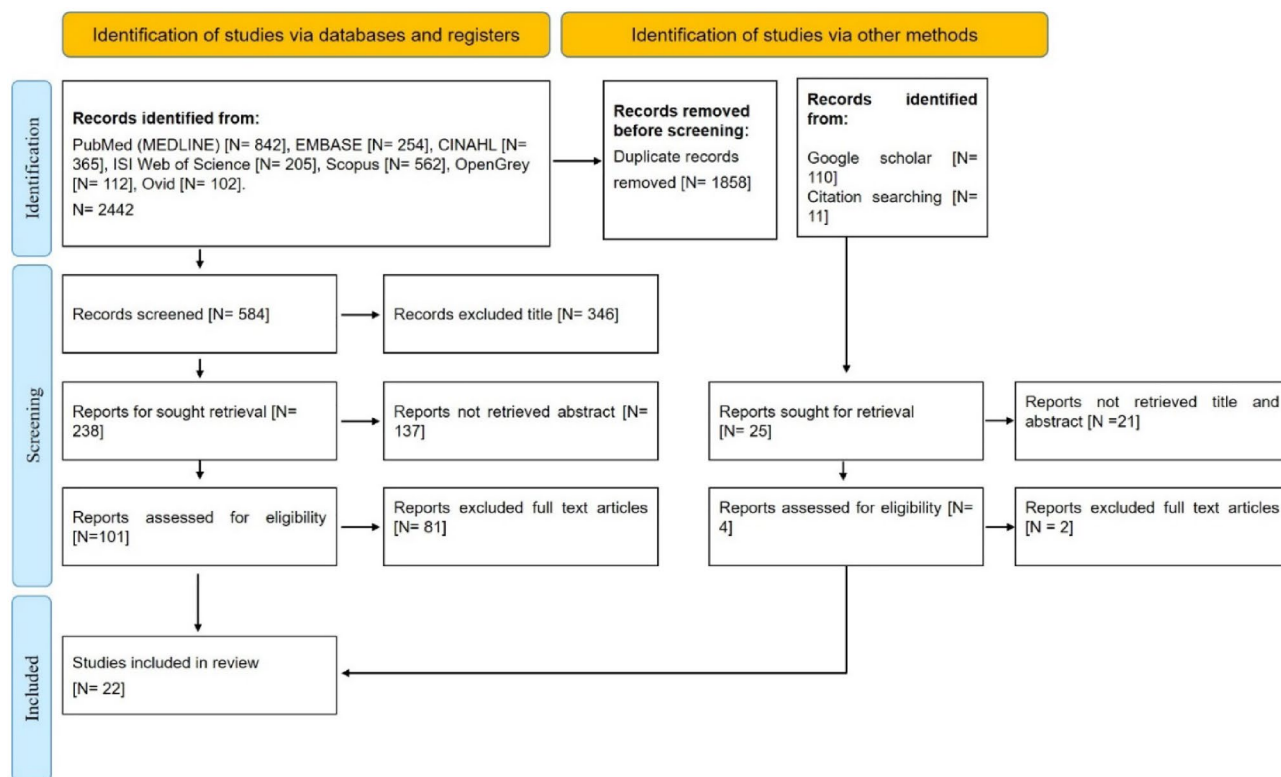 Identification of studies via databases and registers
Identification of studies via other methods
Identification
Records identified from:
PubMed (MEDLINE) [N= 842], EMBASE [N= 254], CINAHL [N=
365], ISI Web of Science [N= 205], Scopus [N= 562], OpenGrey
[N= 112], Ovid [N= 102].
N= 2442
Records removed
before screening:
Duplicate records
removed [N= 1858]
Records identified
from:
Google scholar [N=
110]
Citation searching [N=
11]
Screening
Records screened [N= 584]
Records excluded title [N= 346]
Reports for sought retrieval [N=
238]
Reports not retrieved abstract [N=
137]
Reports sought for retrieval
[N= 25]
Reports not retrieved title and
abstract [N =21]
Reports assessed for eligibility
[N=101]
Reports excluded full text articles
[N= 81]
Reports assessed for eligibility [N=
4]
Reports excluded full text articles
[N = 2]
Included
Studies included in review
[N= 22]